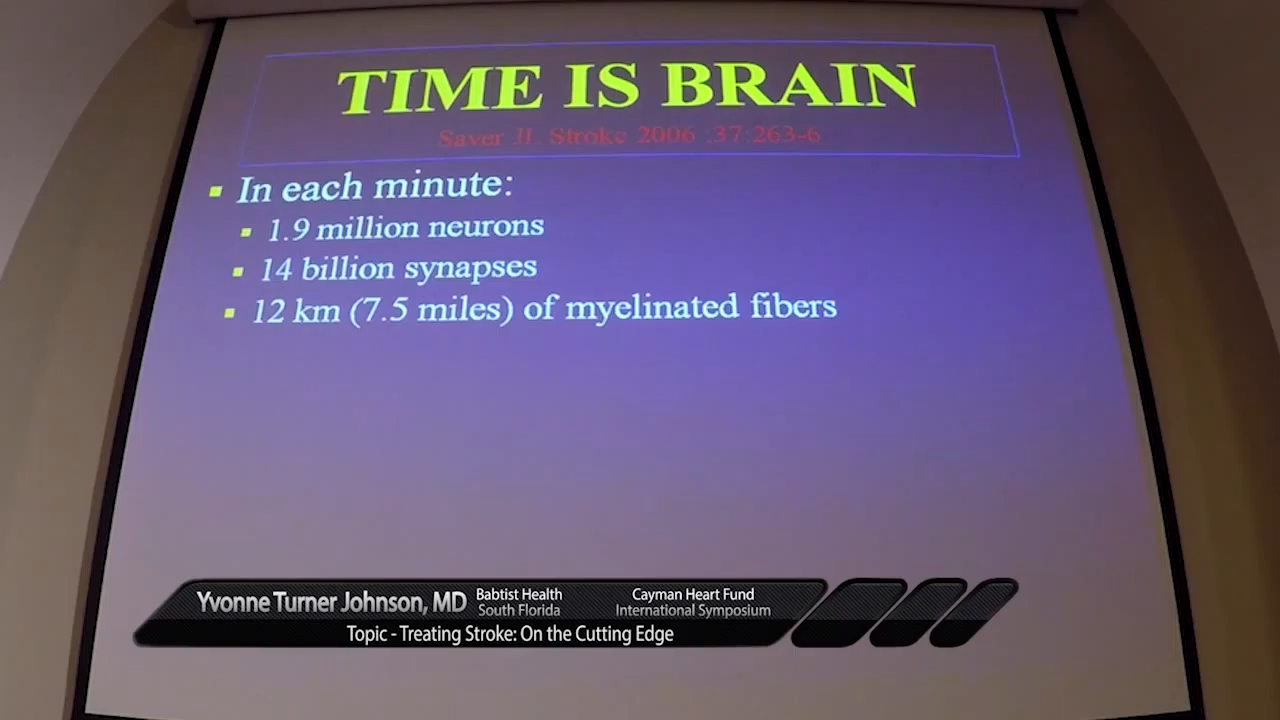 TIME IS BRAIN
Saver JL Stroke 2006 ;37:263-6
In each minute:
1.9 million neurons
14 billion synapses
12 km (7.5 miles) of myelinated fibers
Yvonne Turner Johnson, MD
Babtist Health
South Florida
Cayman Heart Fund
International Symposium
Topic - Treating Stroke: On the Cutting Edge